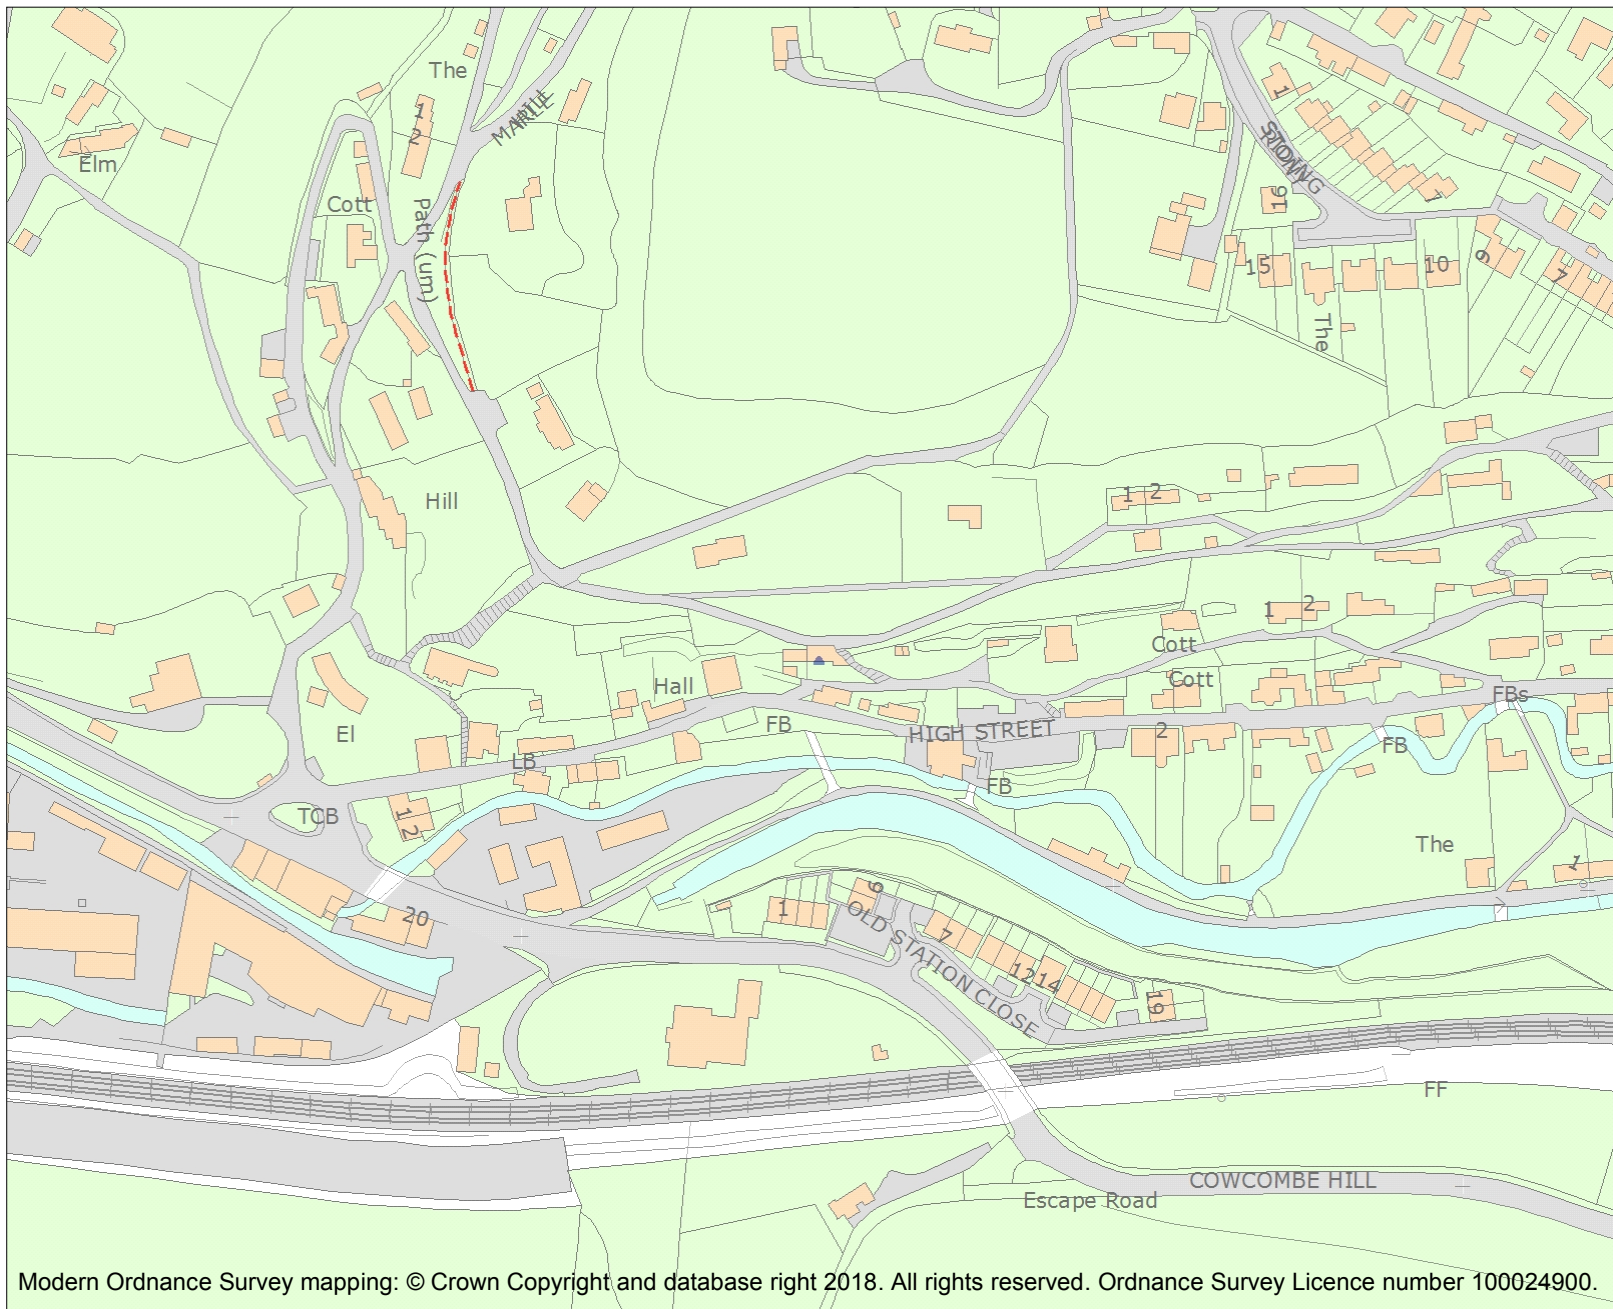 The
MARLE
HILL
1
2
Elm
Cott
Path (um)
1
STONING
16
7
15
10
9
7
The
Hill
1 2
1 2
Cott
Cott
Hall
FBs
El
FB
HIGH STREET
2
FB
LB
FB
TCB
12
The
1
20
1
9
OLD STATION CLOSE
7
1214
19
FF
COWCOMBE HILL
Escape Road
Modern Ordnance Survey mapping: © Crown Copyright and database right 2018. All rights reserved. Ordnance Survey Licence number 100024900.